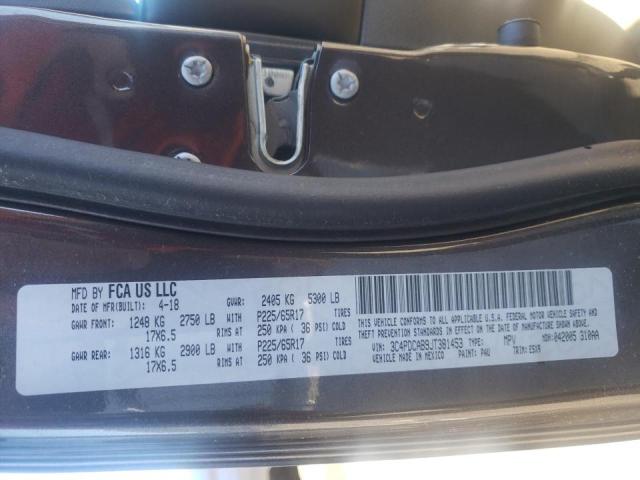 MFD BY FCA US LLC
DATE OF MFR(BUILT): 4-18 GVWR: 2405 KG 5300 LB
GAWR FRONT: 1248 KG 2750 LB P225/65R17 TIRES
17X6.5 RIMS AT 250 KPA ( 36 PSI) COLD
GAWR REAR: 1316 KG 2900 LB P225/65R17 TIRES
17X6.5 RIMS AT 250 KPA ( 36 PSI) COLD
THIS VEHICLE CONFORMS TO ALL APPLICABLE U.S.A. FEDERAL MOTOR VEHICLE SAFETY
AND THEFT PREVENTION STANDARDS IN EFFECT ON THE DATE OF MANUFACTURE SHOWN ABOVE.
VIN: 3C4PDCAB9JT381453 TYPE: MPV MDH: 042005 310AA
VEHICLE MADE IN MEXICO PAINT: PAU TRIM: E5X9